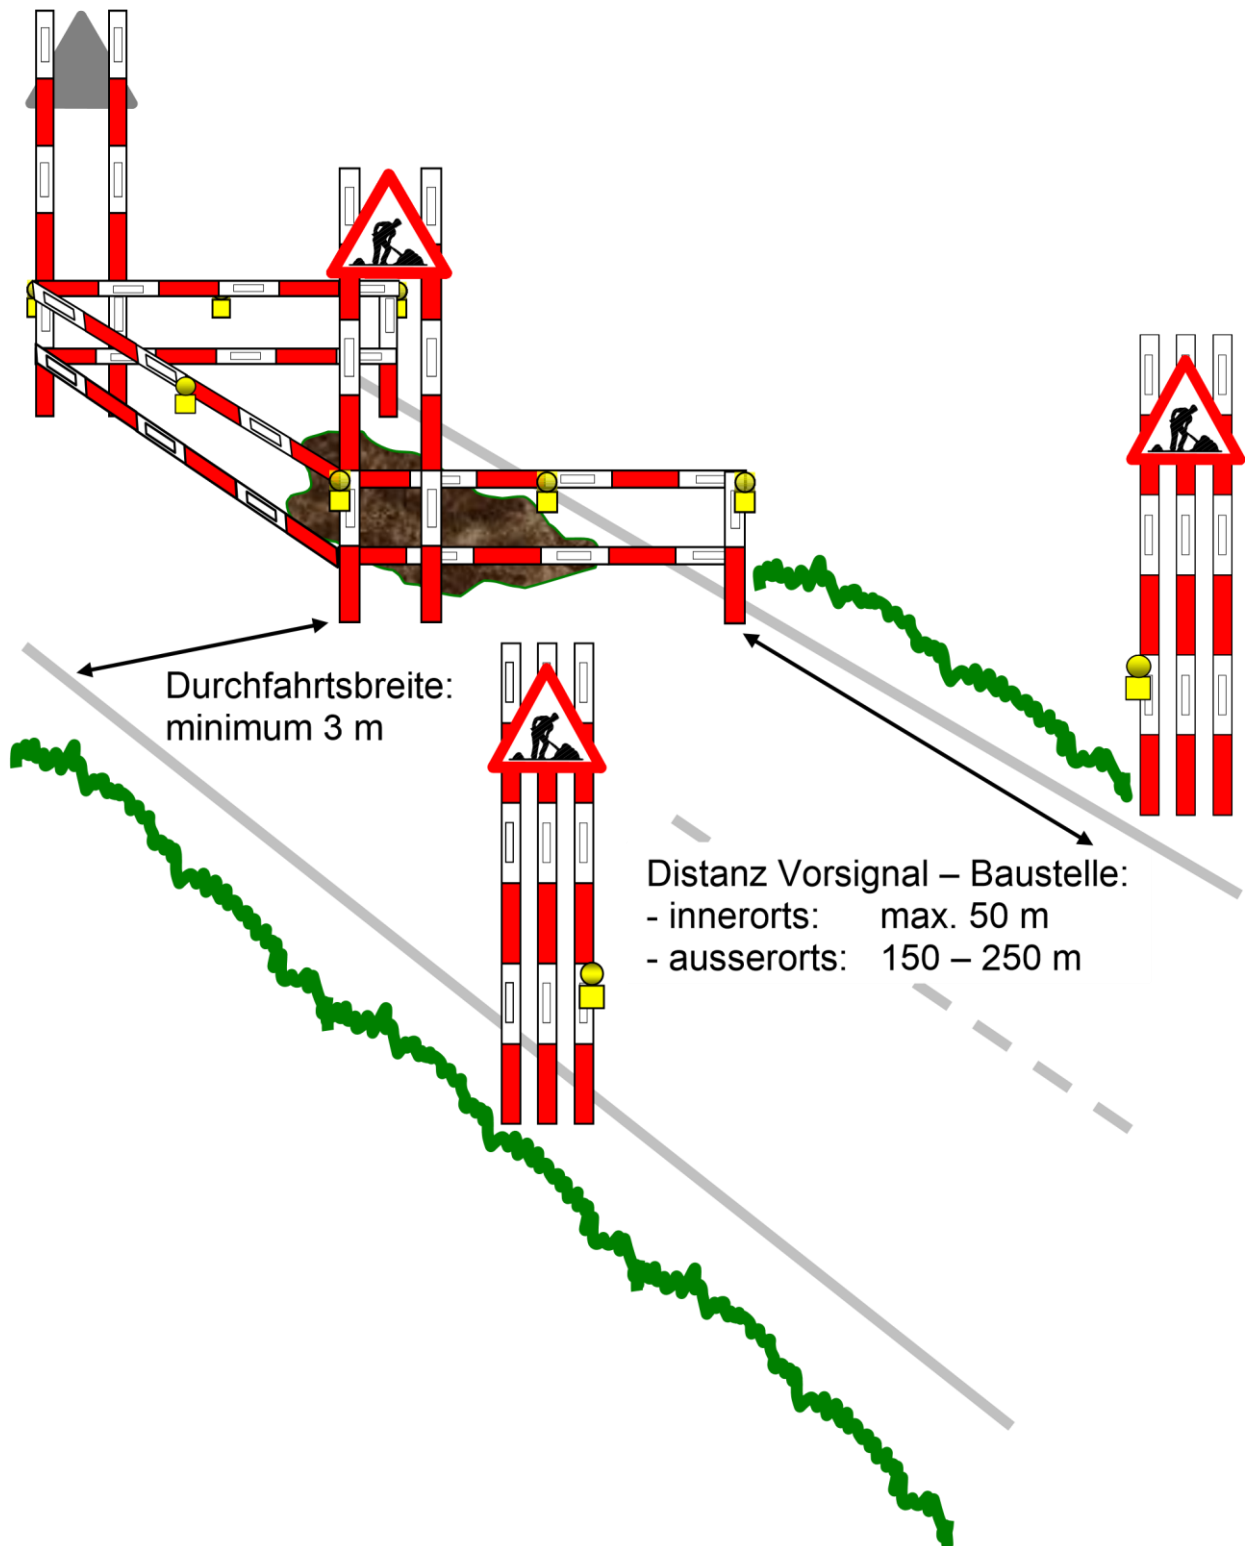 Durchfahrtsbreite:
minimum 3 m
Distanz Vorsignal – Baustelle:
- innerorts: max. 50 m
- ausserorts: 150 – 250 m